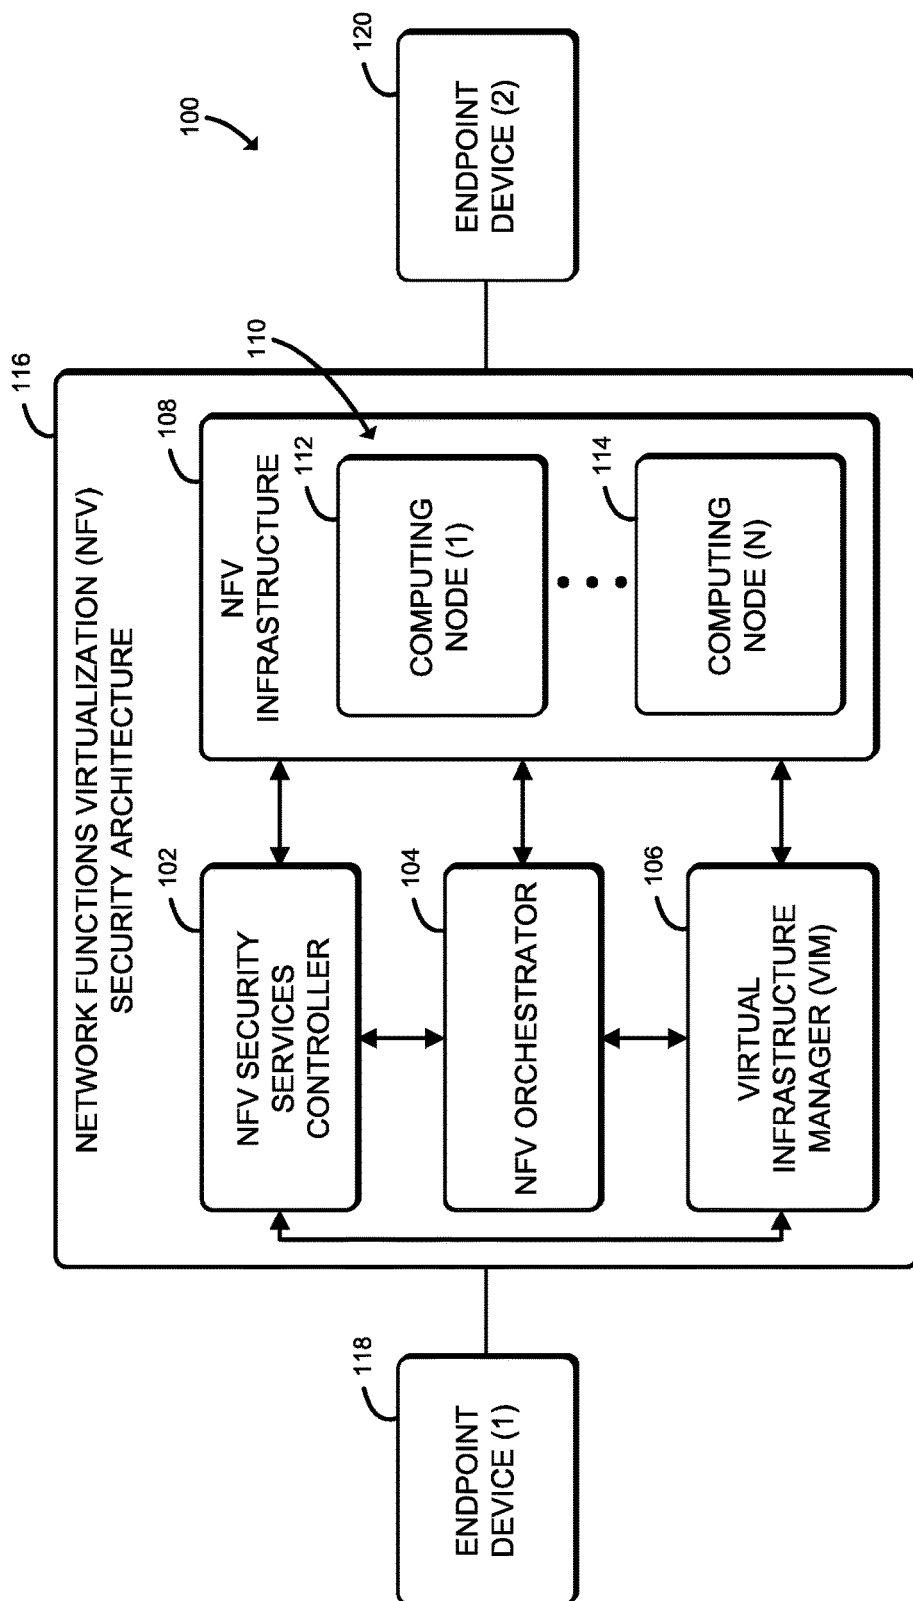 100
116
NETWORK FUNCTIONS VIRTUALIZATION (NFV)
SECURITY ARCHITECTURE
102
NFV SECURITY
SERVICES
CONTROLLER
108
NFV
INFRASTRUCTURE
110
112
COMPUTING
NODE (1)
104
NFV ORCHESTRATOR
114
COMPUTING
NODE (N)
106
VIRTUAL
INFRASTRUCTURE
MANAGER (VIM)
118
ENDPOINT
DEVICE (1)
120
ENDPOINT
DEVICE (2)